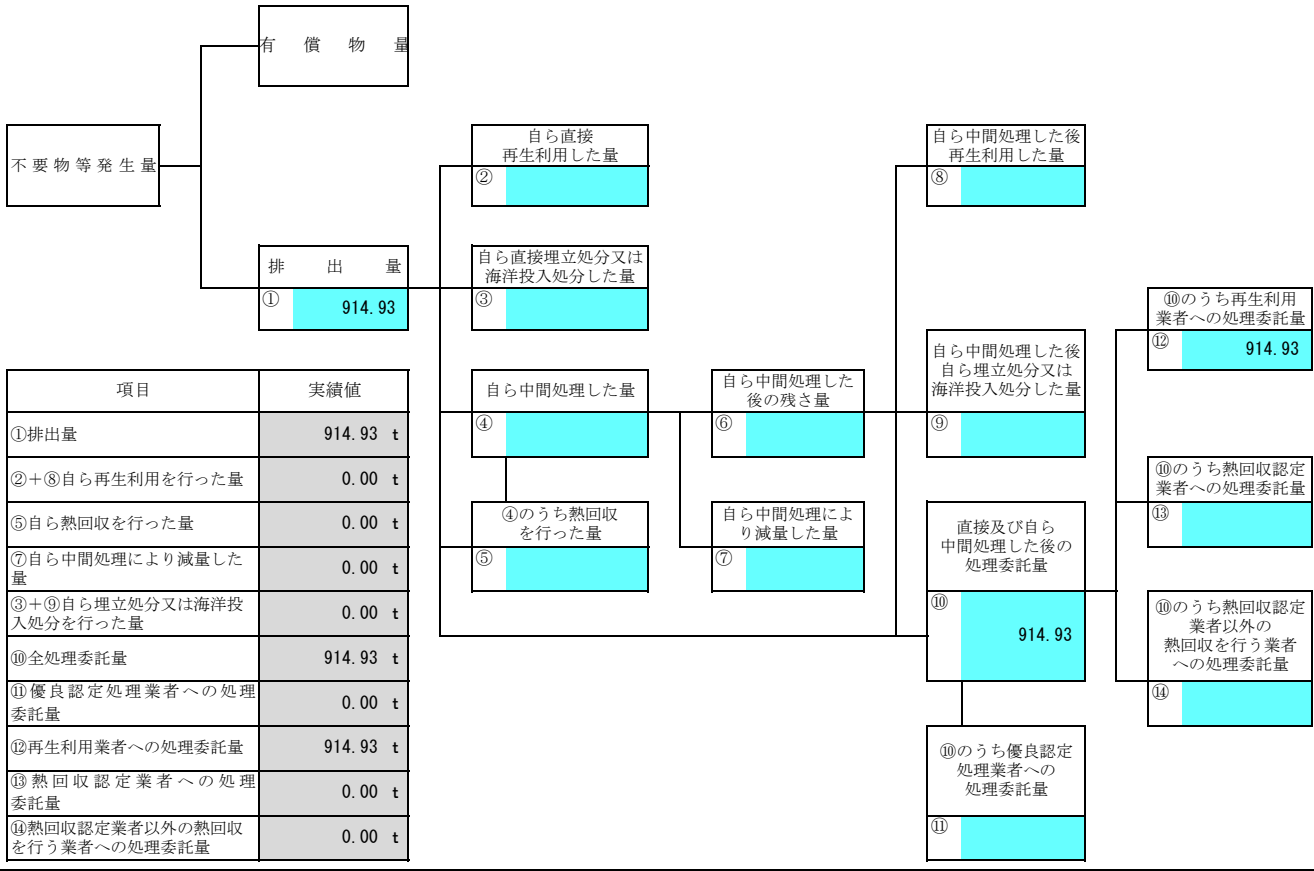 有償物量
不要物等発生量
排出量
① 914.93
自ら直接
再生利用した量
②
自ら直接埋立処分又は
海洋投入処分した量
③
自ら中間処理した量
④
④のうち熱回収
を行った量
⑤
自ら中間処理した
後の残さ量
⑥
自ら中間処理によ
り減量した量
⑦
自ら中間処理した後
再生利用した量
⑧
自ら中間処理した後
自ら埋立処分又は
海洋投入処分した量
⑨
直接及び自ら
中間処理した後の
処理委託量
⑩
914.93
⑩のうち優良認定
処理業者への
処理委託量
⑪
⑩のうち再生利用
業者への処理委託量
⑫ 914.93
⑩のうち熱回収認定
業者への処理委託量
⑬
⑩のうち熱回収認定
業者以外の
熱回収を行う業者
への処理委託量
⑭
項目 実績値
①排出量 914.93 t
②+⑧自ら再生利用を行った量 0.00 t
⑤自ら熱回収を行った量 0.00 t
⑦自ら中間処理により減量した
量 0.00 t
③+⑨自ら埋立処分又は海洋投
入処分を行った量 0.00 t
⑩全処理委託量 914.93 t
⑪優良認定処理業者への処理
委託量 0.00 t
⑫再生利用業者への処理委託量 914.93 t
⑬熱回収認定業者への処理
委託量 0.00 t
⑭熱回収認定業者以外の熱回収
を行う業者への処理委託量 0.00 t